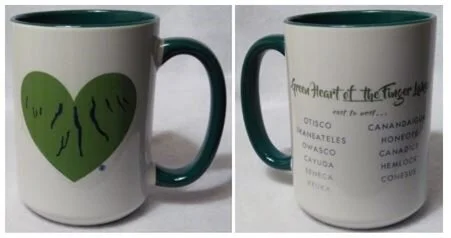 Green Heart of the Finger Lakes
east to west...
OTISCO
SKANEATELES
OWASCO
CAYUGA
SENECA
KEUKA
CANANDAIGUA
HONEOYE
CANADICE
HEMLOCK
CONESUS